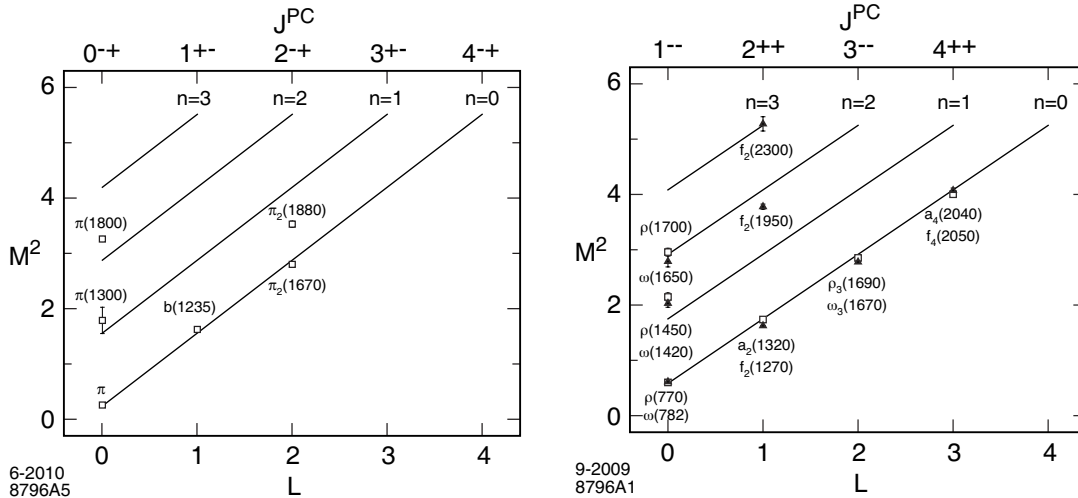 J^PC
0-+ 1+- 2-+ 3+- 4-+
6
n=3 n=2 n=1 n=0
4
π(1800)
π₂(1880)
M²
π(1300)
b(1235)
π₂(1670)
2
π
0
0 1 2 3 4
L
6-2010
8796A5
J^PC
1-- 2++ 3-- 4++
6
n=3 n=2 n=1 n=0
f₂(2300)
4
a₄(2040)
f₄(2050)
ρ(1700)
f₂(1950)
M²
ω(1650)
ρ₃(1690)
ω₃(1670)
2
ρ(1450)
ω(1420)
a₂(1320)
f₂(1270)
0
ρ(770)
ω(782)
0 1 2 3 4
L
9-2009
8796A1